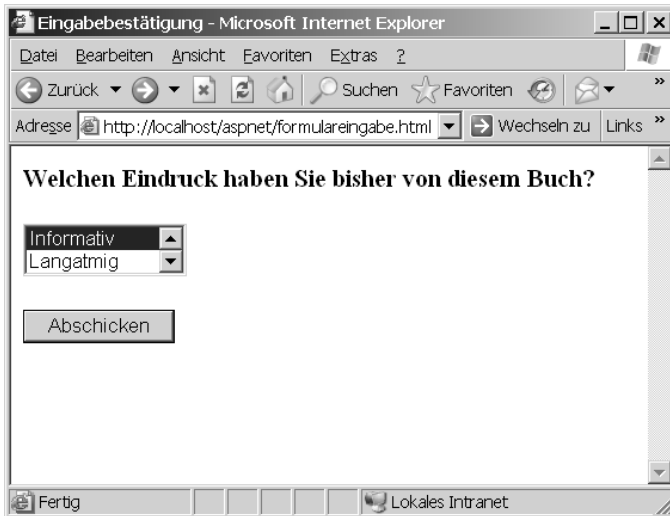 Eingabebestätigung - Microsoft Internet Explorer
Datei Bearbeiten Ansicht Favoriten Extras ?
Zurück Suchen Favoriten »
Adresse http://localhost/aspnet/formulareingabe.html Wechseln zu Links »
Welchen Eindruck haben Sie bisher von diesem Buch?
Informativ
Langatmig
Abschicken
Fertig Lokales Intranet